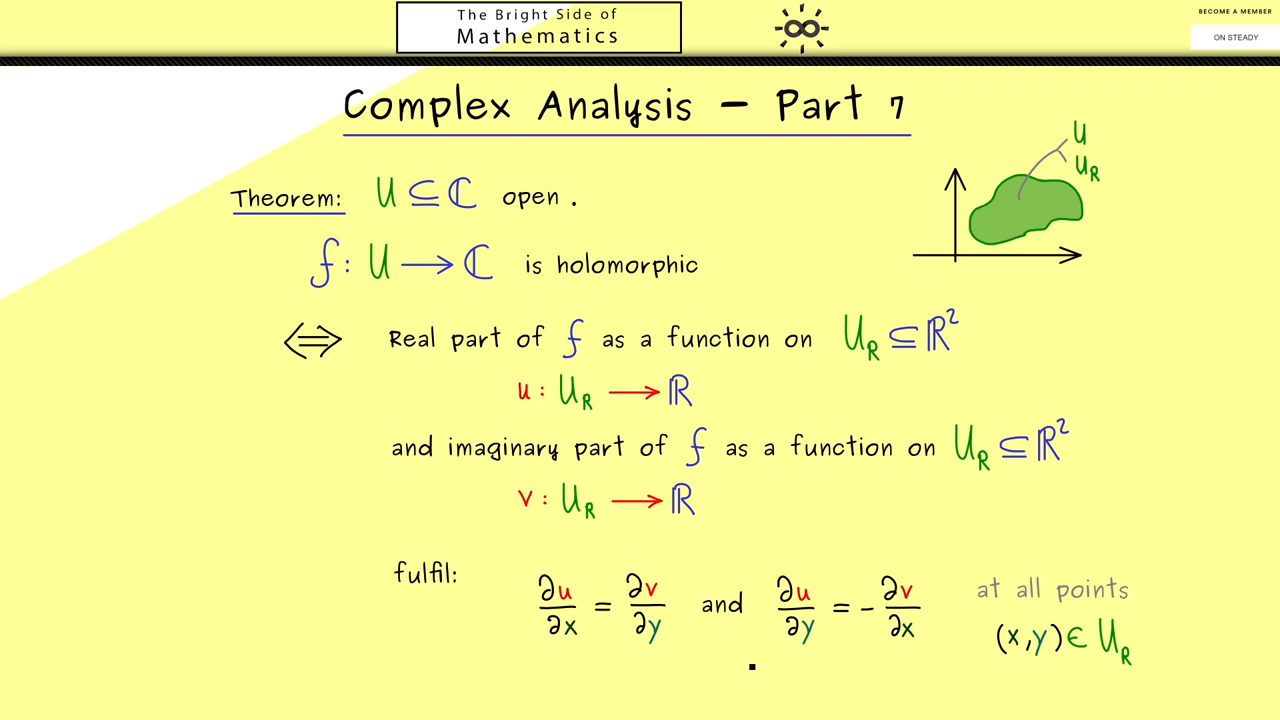 The Bright Side of
Mathematics
BECOME A MEMBER
ON STEADY
Complex Analysis – Part 7
U
U_R
Theorem: U ⊆ ℂ open .
f : U ⟶ ℂ is holomorphic
⟺ Real part of f as a function on U_R ⊆ ℝ²
u : U_R ⟶ ℝ
and imaginary part of f as a function on U_R ⊆ ℝ²
v : U_R ⟶ ℝ
fulfil: ∂u/∂x = ∂v/∂y and ∂u/∂y = - ∂v/∂x at all points
(x,y) ∈ U_R